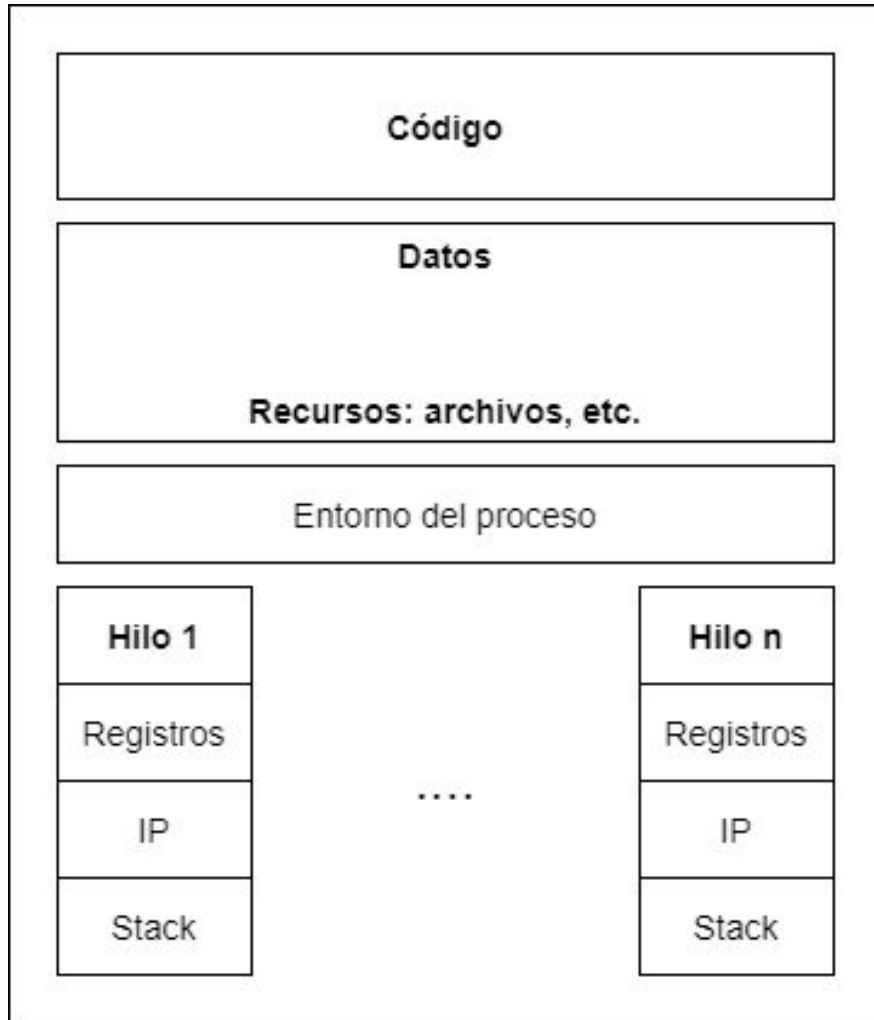 Código
Datos
Recursos: archivos, etc.
Entorno del proceso
Hilo 1
Registros
IP
Stack
....
Hilo n
Registros
IP
Stack